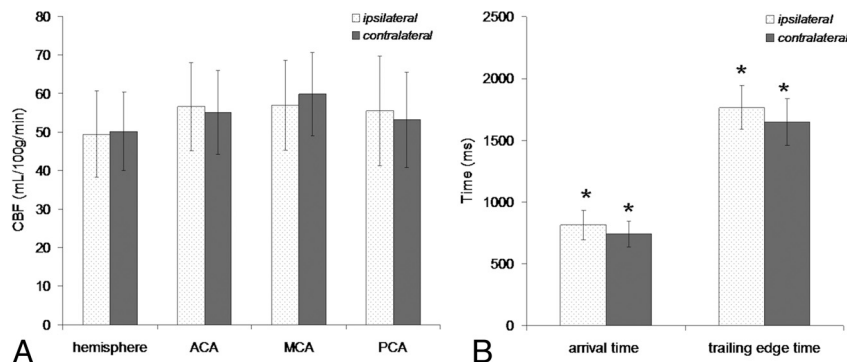 ipsilateral
contralateral
CBF (mL/100g/min)
80
70
60
50
40
30
20
10
0
hemisphere ACA MCA PCA
A
ipsilateral
contralateral
Time (ms)
2500
2000
1500
1000
500
0
* * * *
arrival time trailing edge time
B